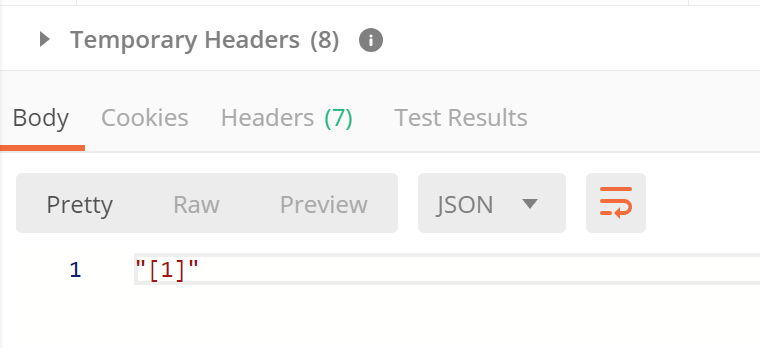 Temporary Headers (8)
Body Cookies Headers (7) Test Results
Pretty Raw Preview JSON
1 "[1]"